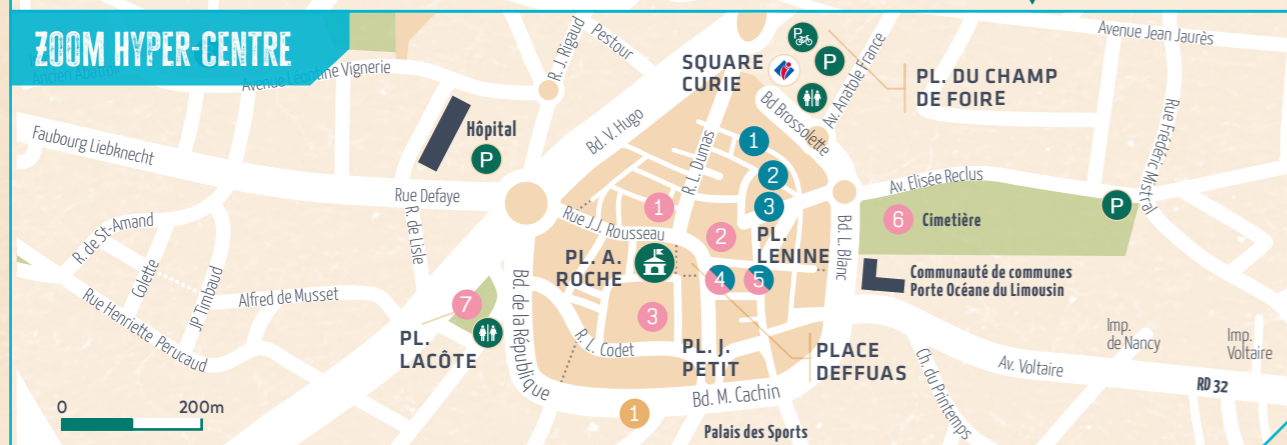 ZOOM HYPER-CENTRE
Ancien Abattoir
Avenue Léontine Vignerie
R. J. Rigaud
Pestour
Avenue Jean Jaurès
SQUARE
CURIE
P
P
PL. DU CHAMP
DE FOIRE
Av. Anatole France
Bd Brossolette
Rue Frédéric Mistral
Faubourg Liebknecht
Hôpital
P
Bd. V. Hugo
R. L. Dumas
1
2
3
Rue Defaye
R. de Lisle
Av. Elisée Reclus
P
R. de St-Amand
Colette
JP Timbaud
Rue J.J. Rousseau
1
2
PL.
LENINE
Bd. L. Blanc
6
Cimetière
PL. A.
ROCHE
4
5
Communauté de communes
Porte Océane du Limousin
Alfred de Musset
Rue Henriette Perucaud
7
PL.
LACÔTE
Bd. de la République
3
R. L. Codet
PL. J.
PETIT
PLACE
DEFFUAS
Imp.
de Nancy
Imp.
Voltaire
Ch. du Printemps
Av. Voltaire
RD 32
0
200m
1
Bd. M. Cachin
Palais des Sports